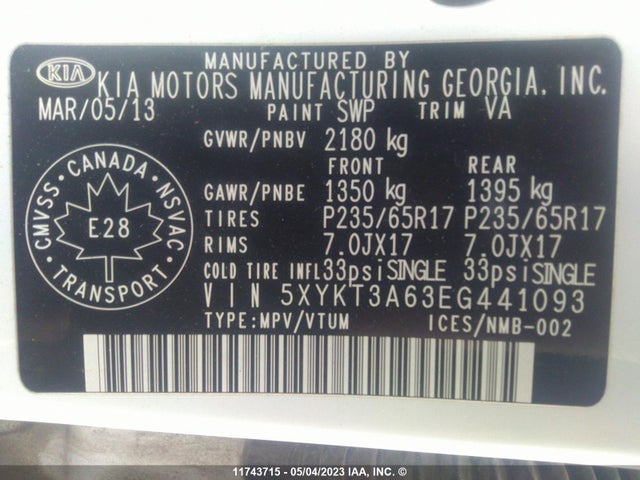 MANUFACTURED BY
KIA KIA MOTORS MANUFACTURING GEORGIA, INC.
MAR/05/13 PAINT SWP TRIM VA
GVWR/PNBV 2180 kg
FRONT REAR
GAWR/PNBE 1350 kg 1395 kg
TIRES P235/65R17 P235/65R17
RIMS 7.0JX17 7.0JX17
COLD TIRE INFL 33psiSINGLE 33psiSINGLE
VIN 5XYKT3A63EG441093
TYPE:MPV/VTUM ICES/NMB-002
CMVSS • CANADA • NSVAC
E28
TRANSPORT
11743715 - 05/04/2023 IAA, INC. ©